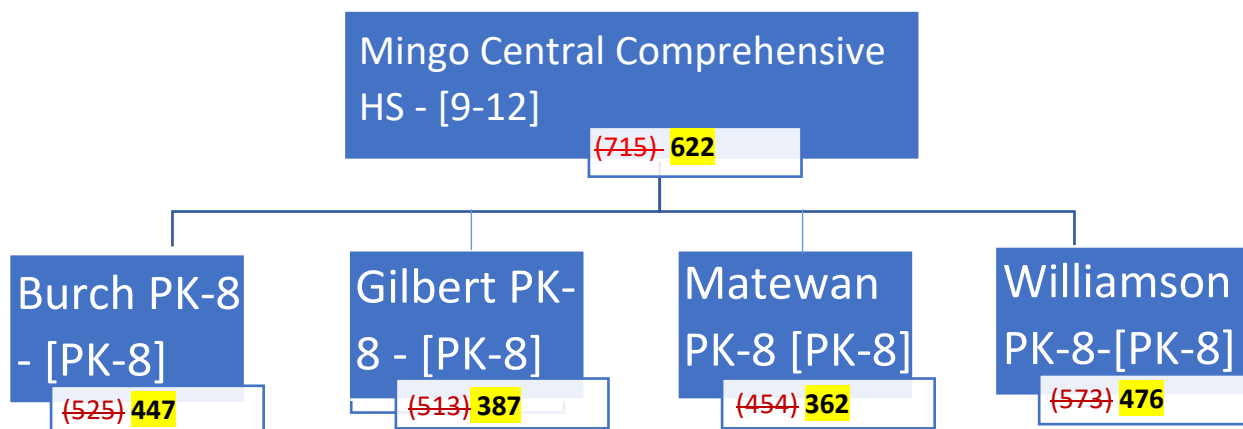 Mingo Central Comprehensive
HS - [9-12]
(715) 622
Burch PK-8
- [PK-8]
(525) 447
Gilbert PK-
8 - [PK-8]
(513) 387
Matewan
PK-8 [PK-8]
(454) 362
Williamson
PK-8-[PK-8]
(573) 476